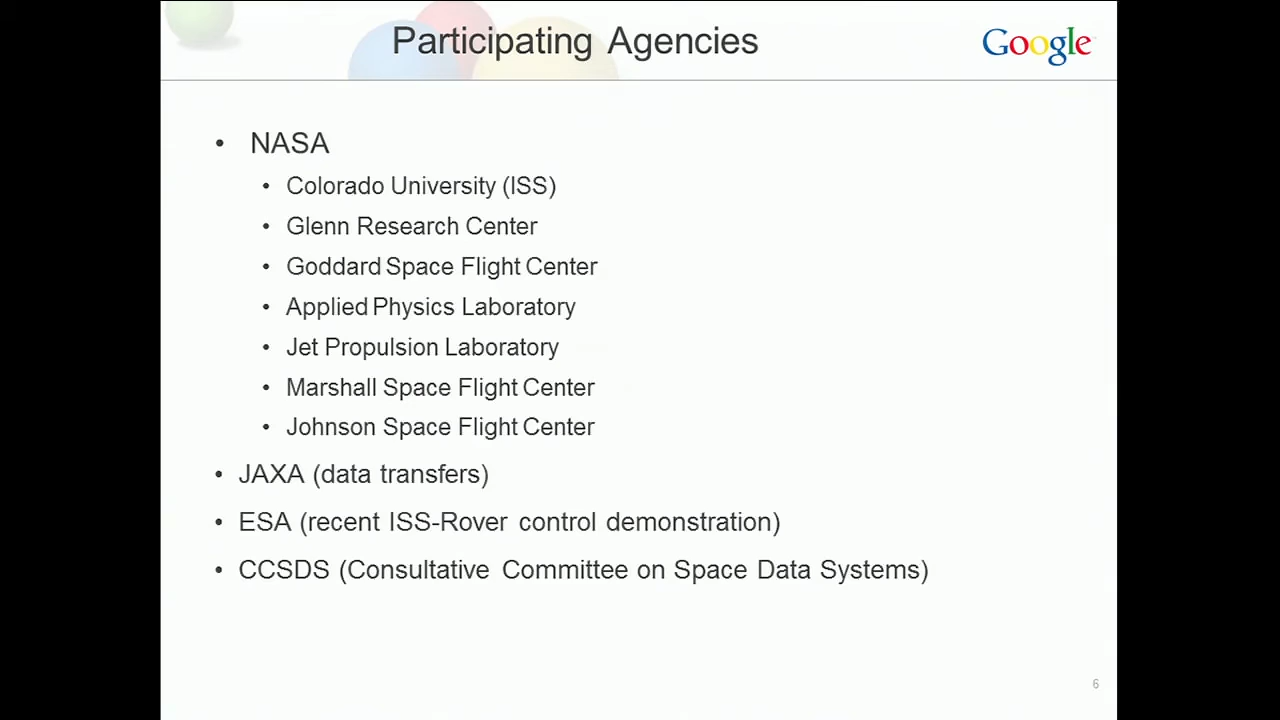 Participating Agencies
Google
• NASA
• Colorado University (ISS)
• Glenn Research Center
• Goddard Space Flight Center
• Applied Physics Laboratory
• Jet Propulsion Laboratory
• Marshall Space Flight Center
• Johnson Space Flight Center
• JAXA (data transfers)
• ESA (recent ISS-Rover control demonstration)
• CCSDS (Consultative Committee on Space Data Systems)
6